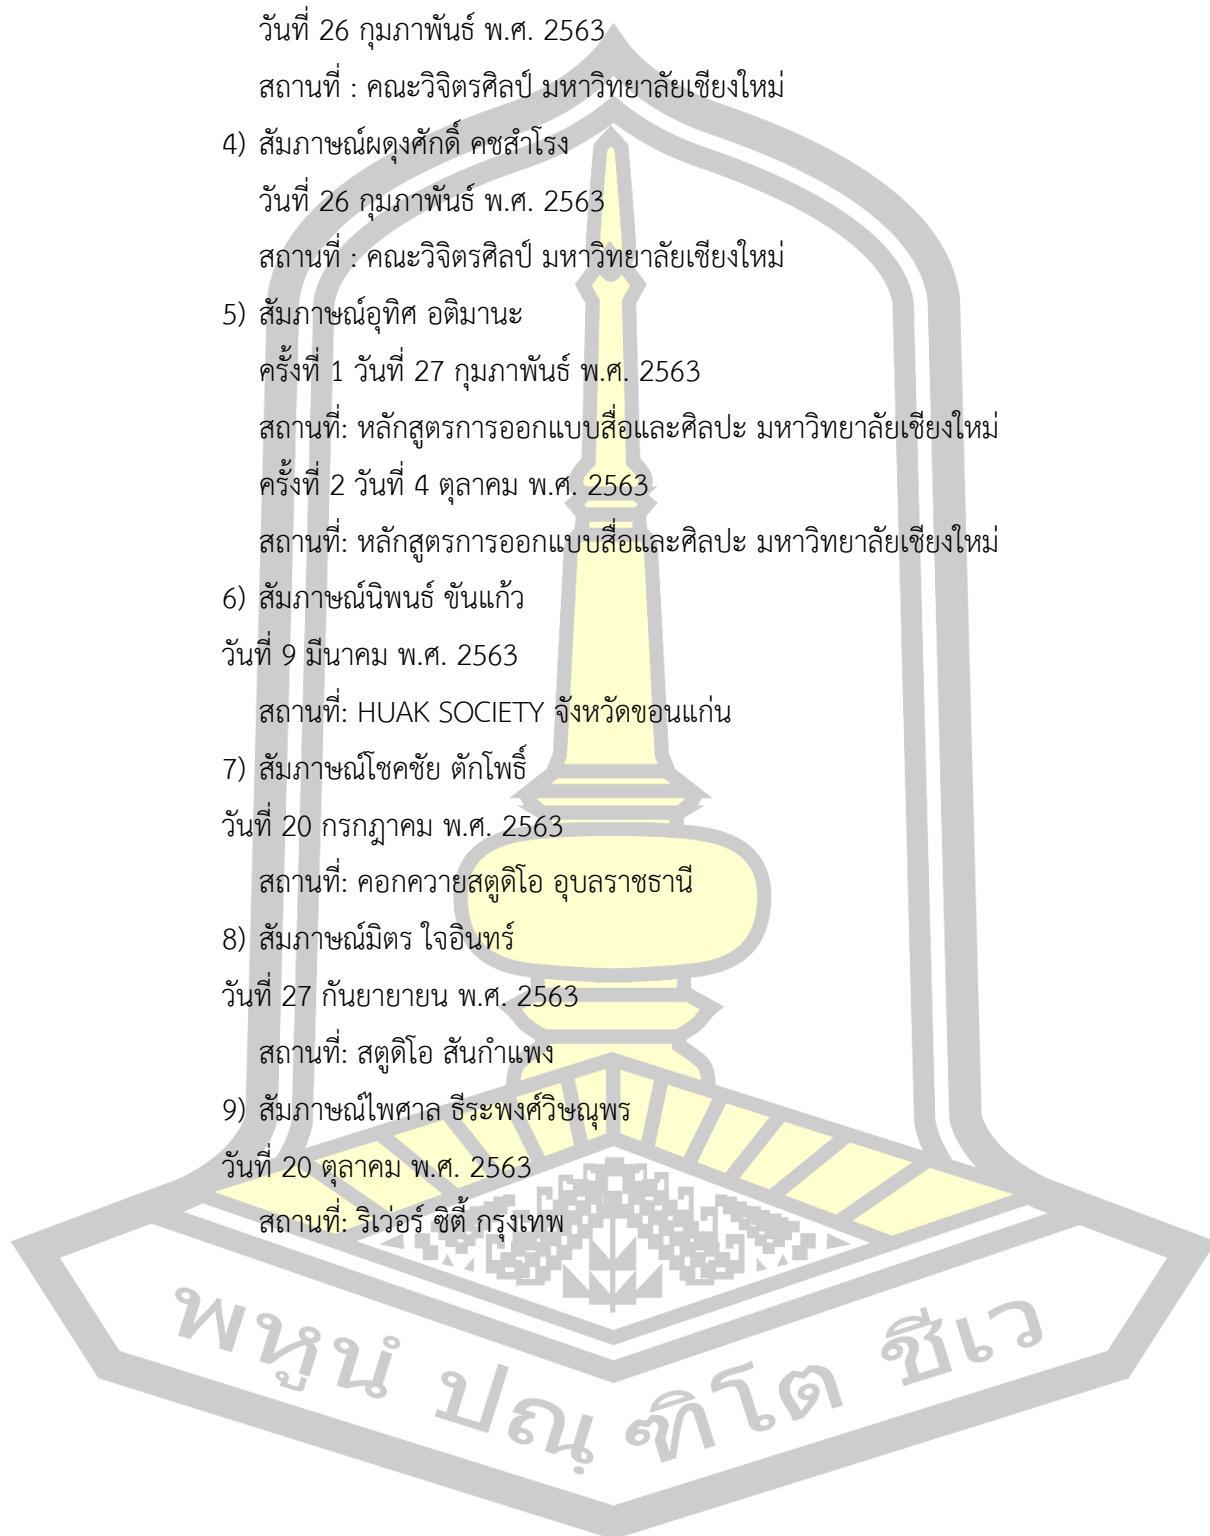 วันที่ 26 กุมภาพันธ์ พ.ศ. 2563
สถานที่ : คณะวิจิตรศิลป์ มหาวิทยาลัยเชียงใหม่
4) สัมภาษณ์ผดุงศักดิ์ คชสำโรง
วันที่ 26 กุมภาพันธ์ พ.ศ. 2563
สถานที่ : คณะวิจิตรศิลป์ มหาวิทยาลัยเชียงใหม่
5) สัมภาษณ์อุทิศ อติมานะ
ครั้งที่ 1 วันที่ 27 กุมภาพันธ์ พ.ศ. 2563
สถานที่: หลักสูตรการออกแบบสื่อและศิลปะ มหาวิทยาลัยเชียงใหม่
ครั้งที่ 2 วันที่ 4 ตุลาคม พ.ศ. 2563
สถานที่: หลักสูตรการออกแบบสื่อและศิลปะ มหาวิทยาลัยเชียงใหม่
6) สัมภาษณ์นิพนธ์ ขันแก้ว
วันที่ 9 มีนาคม พ.ศ. 2563
สถานที่: HUAK SOCIETY จังหวัดขอนแก่น
7) สัมภาษณ์โชคชัย ตักโพธิ์
วันที่ 20 กรกฎาคม พ.ศ. 2563
สถานที่: คอกควายสตูดิโอ อุบลราชธานี
8) สัมภาษณ์มิตร ใจอินทร์
วันที่ 27 กันยายายน พ.ศ. 2563
สถานที่: สตูดิโอ สันกำแพง
9) สัมภาษณ์ไพศาล ธีระพงศ์วิษณุพร
วันที่ 20 ตุลาคม พ.ศ. 2563
สถานที่: ริเว่อร์ ซิตี้ กรุงเทพ
พหูนํ ปณฺฑิโต ชีเว